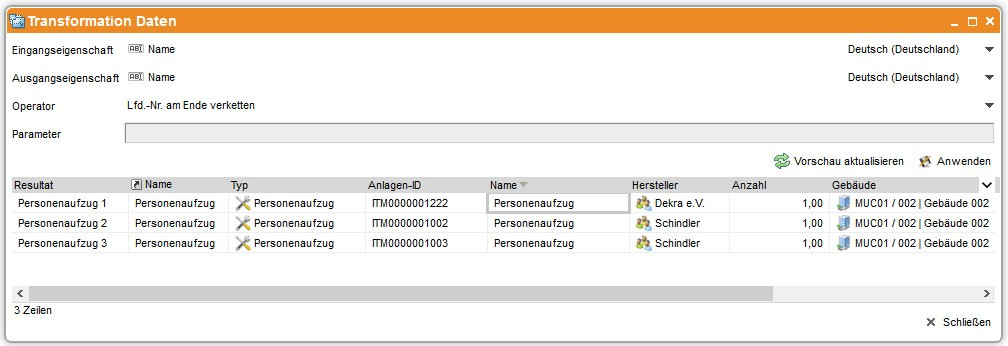 Transformation Daten
Eingangseigenschaft ABI Name Deutsch (Deutschland)
Ausgangseigenschaft ABI Name Deutsch (Deutschland)
Operator Lfd.-Nr. am Ende verketten
Parameter
Vorschau aktualisieren Anwenden
Resultat Name Typ Anlagen-ID Name Hersteller Anzahl Gebäude
Personenaufzug 1 Personenaufzug Personenaufzug ITM0000001222 Personenaufzug Dekra e.V. 1,00 MUC01 / 002 | Gebäude 002
Personenaufzug 2 Personenaufzug Personenaufzug ITM0000001002 Personenaufzug Schindler 1,00 MUC01 / 002 | Gebäude 002
Personenaufzug 3 Personenaufzug Personenaufzug ITM0000001003 Personenaufzug Schindler 1,00 MUC01 / 002 | Gebäude 002
3 Zeilen
Schließen